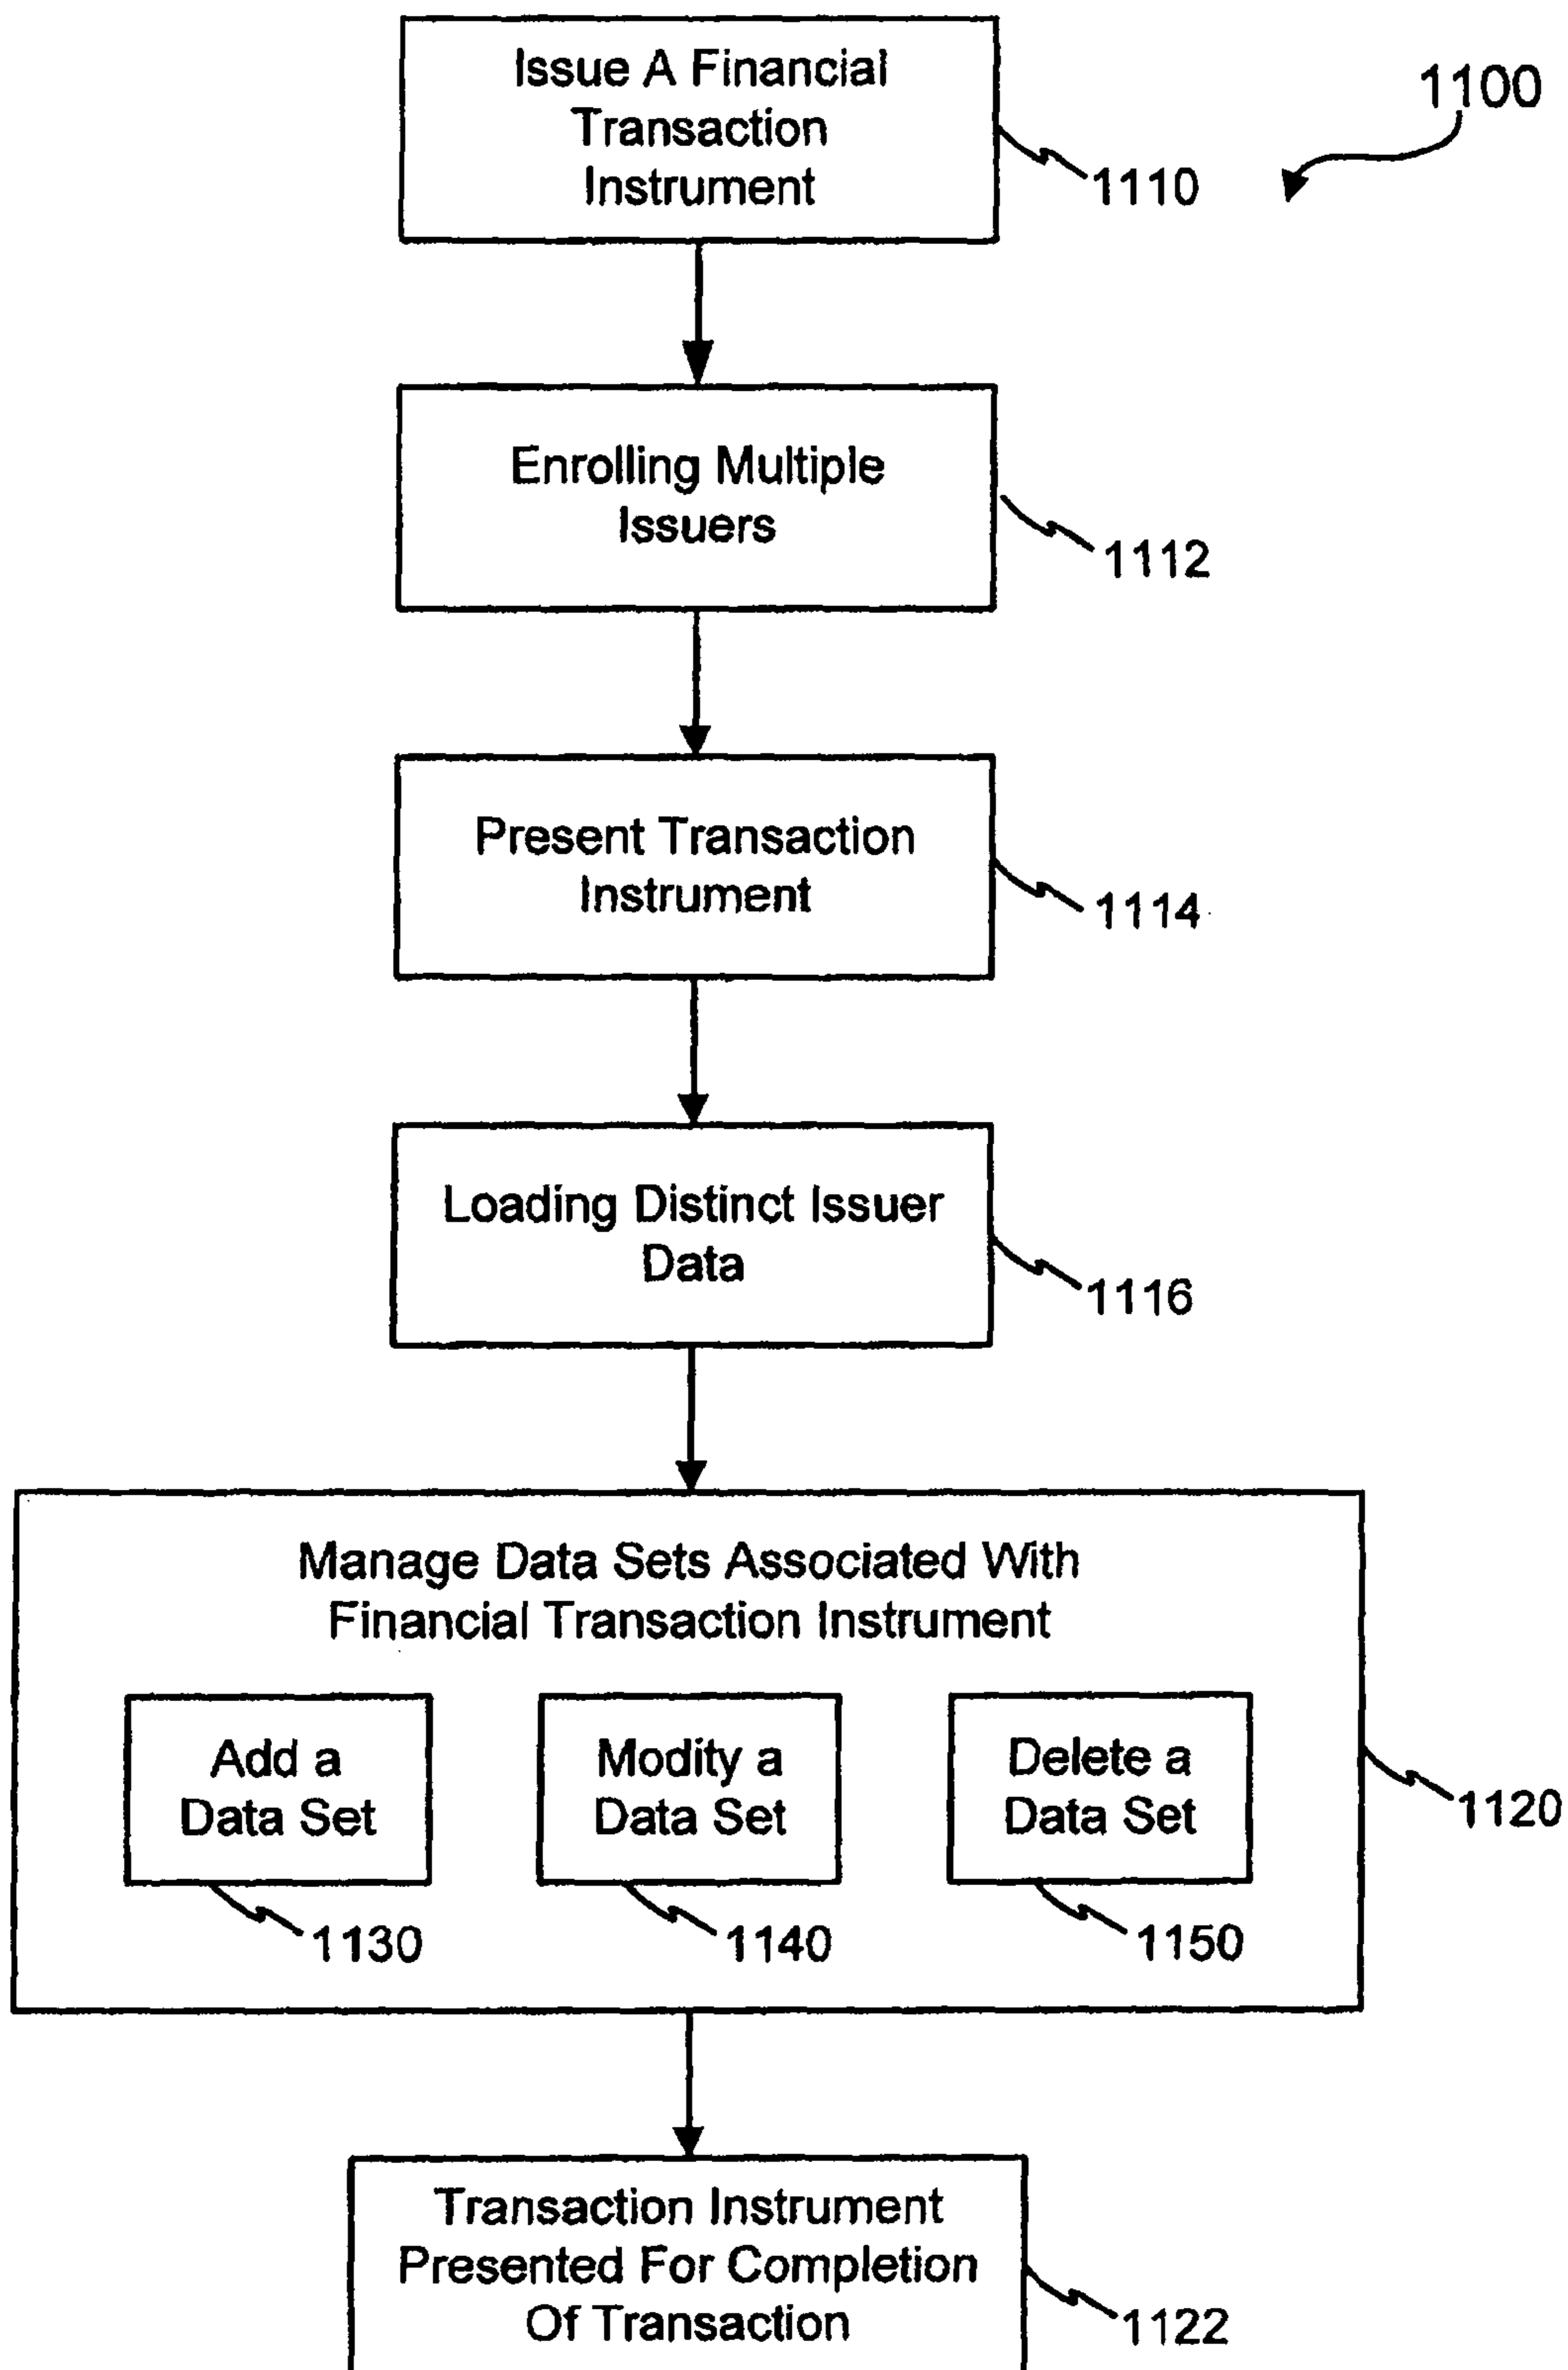 Issue A Financial
Transaction
Instrument
1100
1110
Enrolling Multiple
Issuers
1112
Present Transaction
Instrument
1114
Loading Distinct Issuer
Data
1116
Manage Data Sets Associated With
Financial Transaction Instrument
Add a
Data Set
Modity a
Data Set
Delete a
Data Set
1120
1130
1140
1150
Transaction Instrument
Presented For Completion
Of Transaction
1122